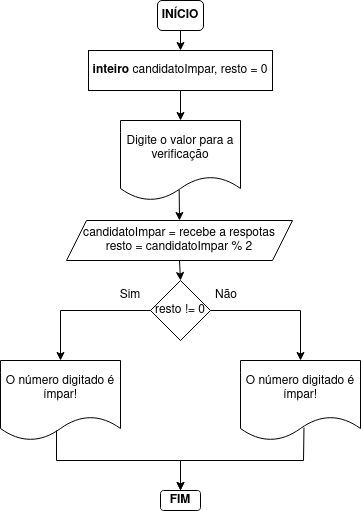 INÍCIO
inteiro candidatoImpar, resto = 0
Digite o valor para a
verificação
candidatoImpar = recebe a respotas
resto = candidatoImpar % 2
Sim
Não
resto != 0
O número digitado é
ímpar!
O número digitado é
ímpar!
FIM